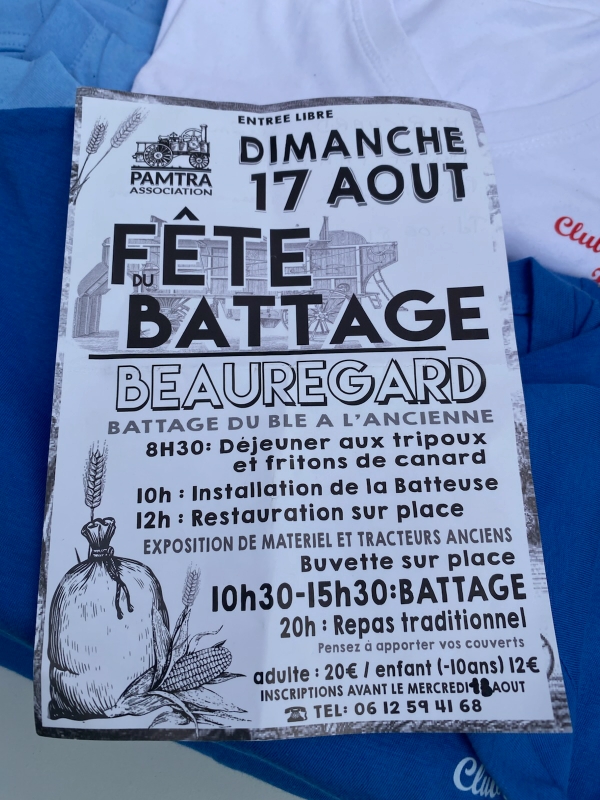 ENTREE LIBRE
PAMTRA
ASSOCIATION
DIMANCHE
17 AOUT
FÊTE
DU
BATTAGE
BEAUREGARD
BATTAGE DU BLE A L'ANCIENNE
8H30: Déjeuner aux tripoux
et fritons de canard
10h : Installation de la Batteuse
12h : Restauration sur place
EXPOSITION DE MATERIEL ET TRACTEURS ANCIENS
Buvette sur place
10h30-15h30:BATTAGE
20h : Repas traditionnel
Pensez à apporter vos couverts
adulte : 20€ / enfant (-10ans) 12€
INSCRIPTIONS AVANT LE MERCREDI AOUT
TEL: 06 12 59 41 68
Club
Club